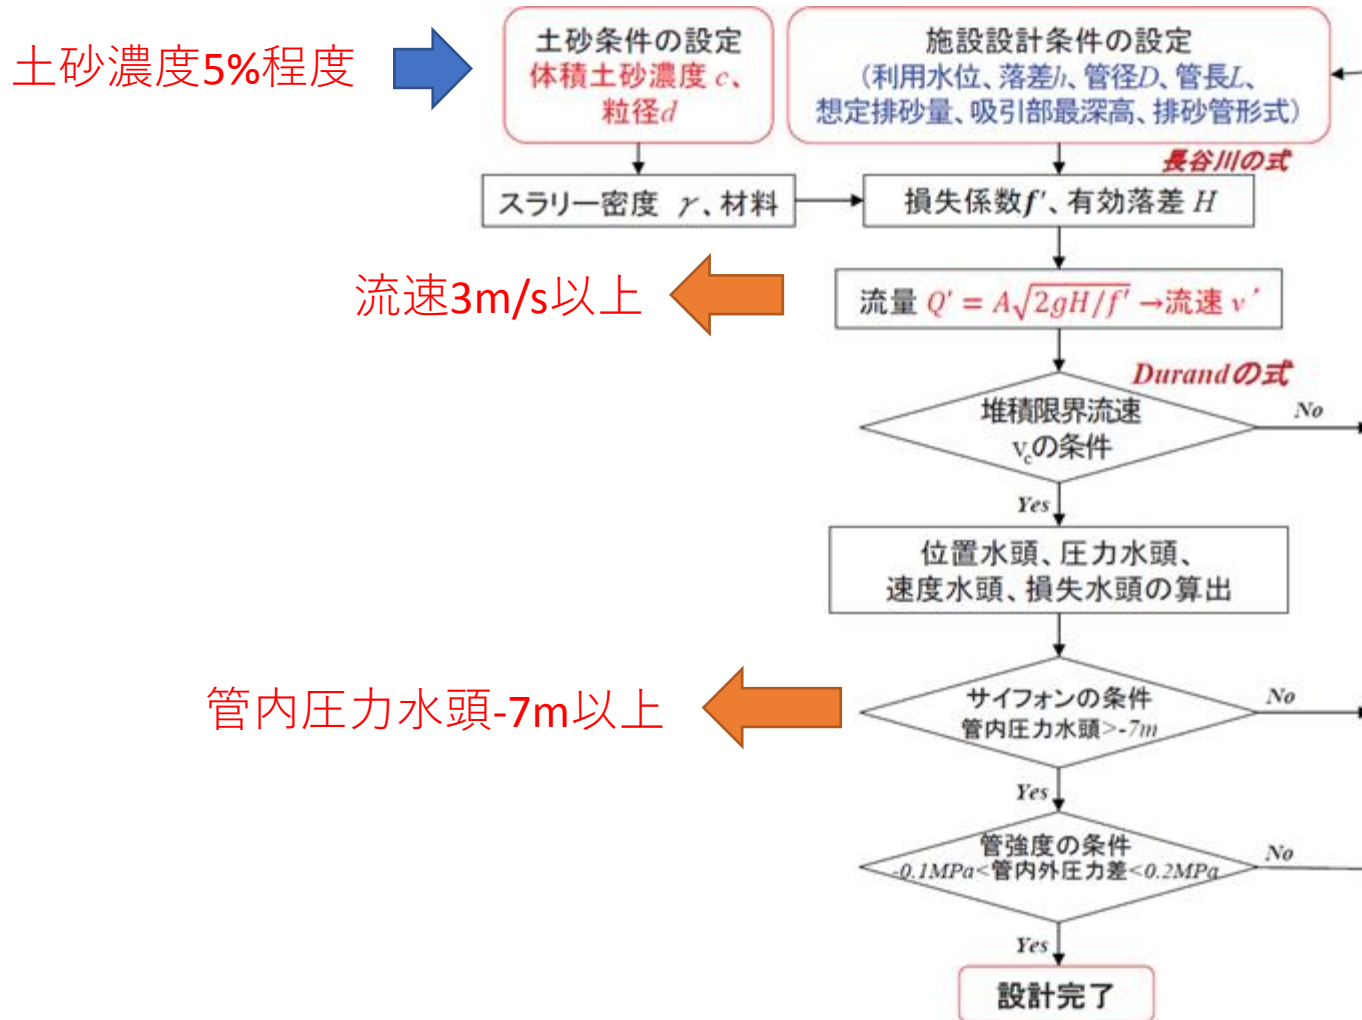 土砂濃度5%程度
土砂条件の設定
体積土砂濃度 c、
粒径d
施設設計条件の設定
(利用水位、落差h、管径D、管長L、
想定排砂量、吸引部最深高、排砂管形式)
長谷川の式
スラリー密度 γ、材料
損失係数f'、有効落差 H
流速3m/s以上
流量 Q' = A√2gH/f' →流速 v'
Durandの式
堆積限界流速
vcの条件
No
Yes
位置水頭、圧力水頭、
速度水頭、損失水頭の算出
管内圧力水頭-7m以上
サイフォンの条件
管内圧力水頭>-7m
No
Yes
管強度の条件
-0.1MPa<管内外圧力差<0.2MPa
No
Yes
設計完了